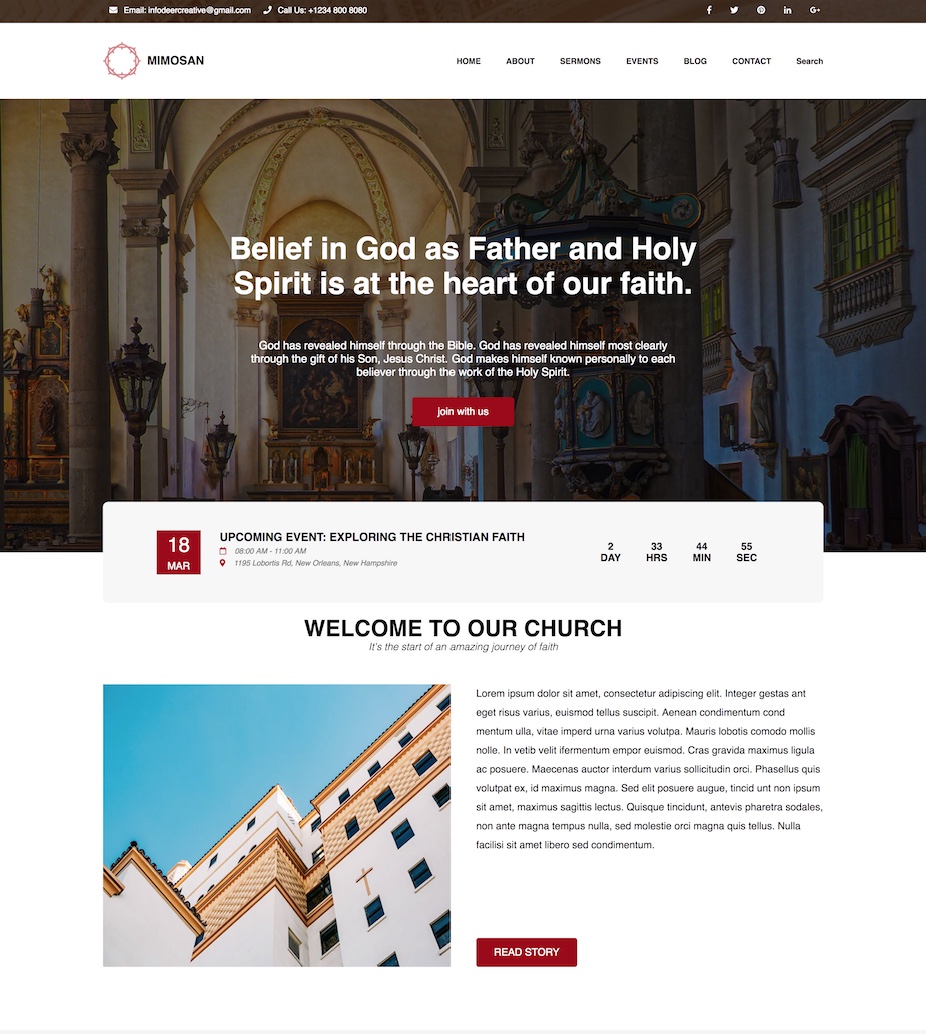 Email: infodeercreative@gmail.com Call Us: +1234 800 8080
MIMOSAN
HOME ABOUT SERMONS EVENTS BLOG CONTACT Search
Belief in God as Father and Holy
Spirit is at the heart of our faith.
God has revealed himself through the Bible. God has revealed himself most clearly
through the gift of his Son, Jesus Christ. God makes himself known personally to each
believer through the work of the Holy Spirit.
join with us
18
MAR
UPCOMING EVENT: EXPLORING THE CHRISTIAN FAITH
08:00 AM - 11:00 AM
1195 Lobortis Rd, New Orleans, New Hampshire
2 33 44 55
DAY HRS MIN SEC
WELCOME TO OUR CHURCH
It's the start of an amazing journey of faith
Lorem ipsum dolor sit amet, consectetur adipiscing elit. Integer gestas ant
eget risus varius, euismod tellus suscipit. Aenean condimentum cond
mentum ulla, vitae imperd urna varius volutpa. Mauris lobotis comodo mollis
nolle. In vetib velit ifermentum empor euismod. Cras gravida maximus ligula
ac posuere. Maecenas auctor interdum varius sollicitudin orci. Phasellus quis
volutpat ex, id maximus magna. Sed elit posuere augue, tincid unt non ipsum
sit amet, maximus sagittis lectus. Quisque tincidunt, antevis pharetra sodales,
non ante magna tempus nulla, sed molestie orci magna quis tellus. Nulla
facilisi sit amet libero sed condimentum.
READ STORY